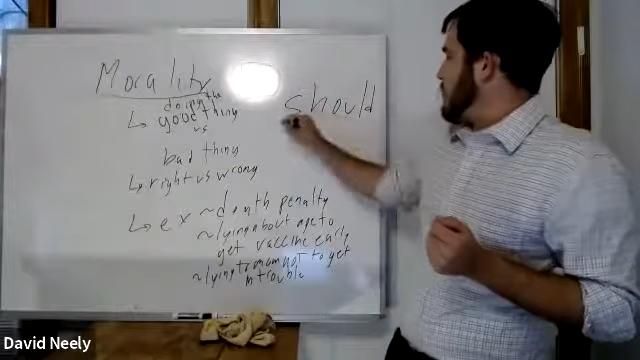 Morality
doing the
good thing
vs
bad thing
↳ right vs wrong
↳ ex ~ death penalty
~ lying about age to
get vaccine early
~ lying to mom not to get
in trouble
should
David Neely